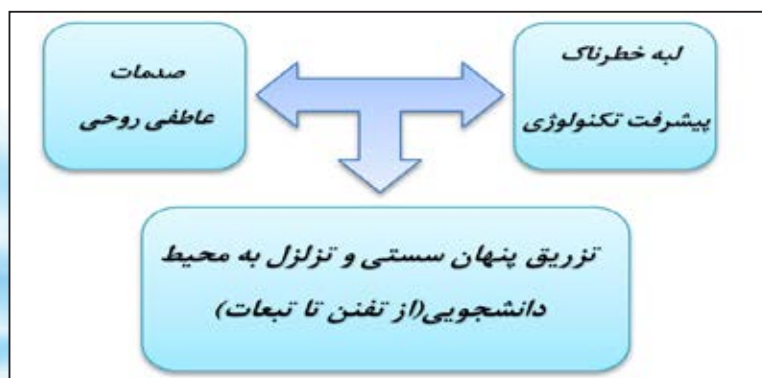 لبه خطرناک
پیشرفت تکنولوژی
صدمات
عاطفی روحی
تزریق پنهان سستی و تزلزل به محیط
دانشجویی(از تفنن تا تبعات)